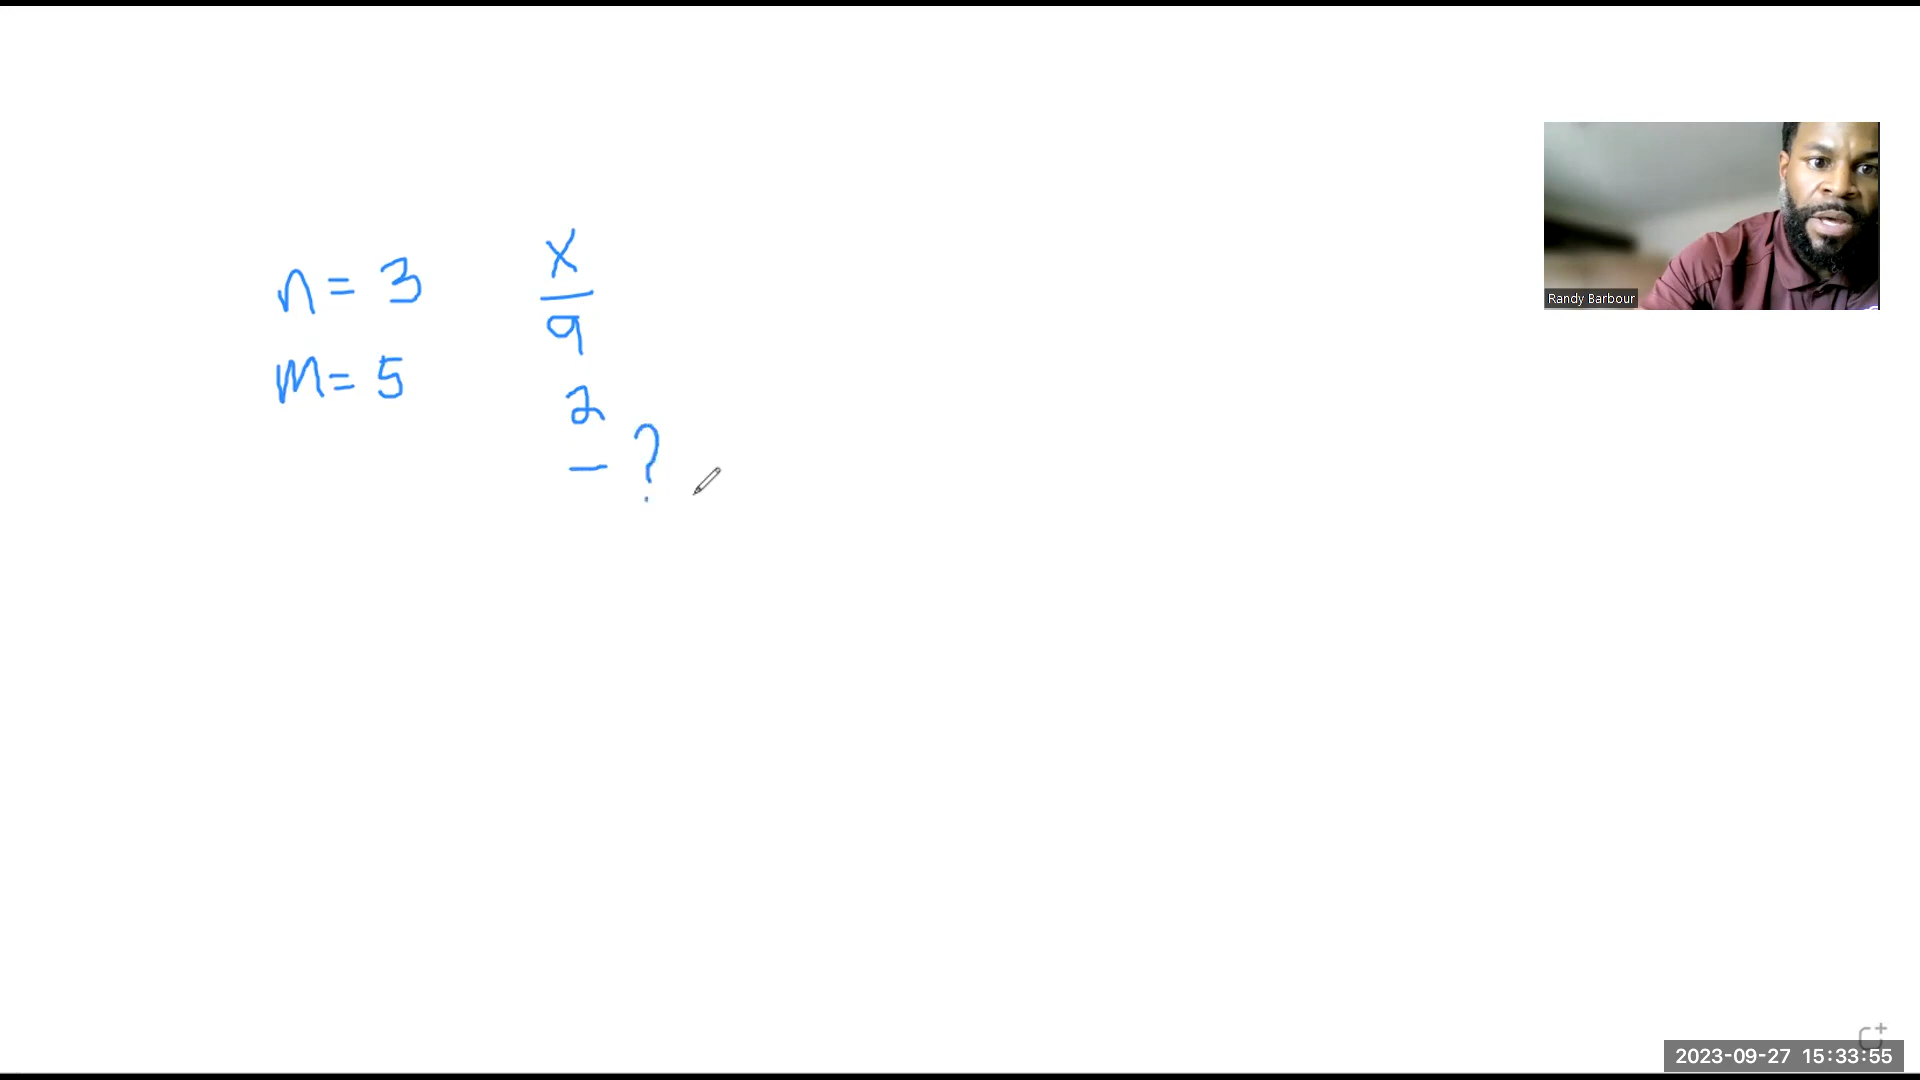 n = 3
m = 5
x
9
2
— ?
Randy Barbour
2023-09-27 15:33:55